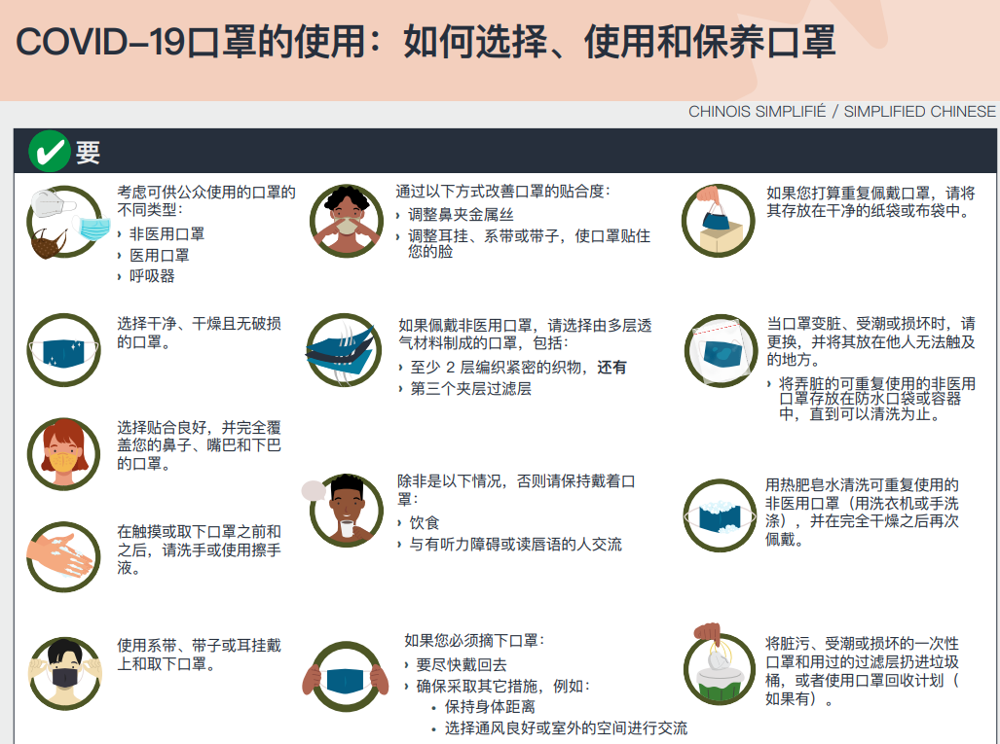 COVID–19口罩的使用：如何选择、使用和保养口罩
CHINOIS SIMPLIFIÉ / SIMPLIFIED CHINESE
要
考虑可供公众使用的口罩的
不同类型：
› 非医用口罩
› 医用口罩
› 呼吸器
选择干净、干燥且无破损
的口罩。
选择贴合良好，并完全覆
盖您的鼻子、嘴巴和下巴
的口罩。
在触摸或取下口罩之前和
之后，请洗手或使用擦手
液。
使用系带、带子或耳挂戴
上和取下口罩。
通过以下方式改善口罩的贴合度：
› 调整鼻夹金属丝
› 调整耳挂、系带或带子，使口罩贴住
您的脸
如果佩戴非医用口罩，请选择由多层透
气材料制成的口罩，包括：
› 至少 2 层编织紧密的织物，还有
› 第三个夹层过滤层
除非是以下情况，否则请保持戴着口
罩：
› 饮食
› 与有听力障碍或读唇语的人交流
如果您必须摘下口罩：
› 要尽快戴回去
› 确保采取其它措施，例如：
• 保持身体距离
• 选择通风良好或室外的空间进行交流
如果您打算重复佩戴口罩，请将
其存放在干净的纸袋或布袋中。
当口罩变脏、受潮或损坏时，请
更换，并将其放在他人无法触及
的地方。
› 将弄脏的可重复使用的非医用
口罩存放在防水口袋或容器
中，直到可以清洗为止。
用热肥皂水清洗可重复使用的
非医用口罩（用洗衣机或手洗
涤），并在完全干燥之后再次
佩戴。
将脏污、受潮或损坏的一次性
口罩和用过的过滤层扔进垃圾
桶，或者使用口罩回收计划（
如果有）。